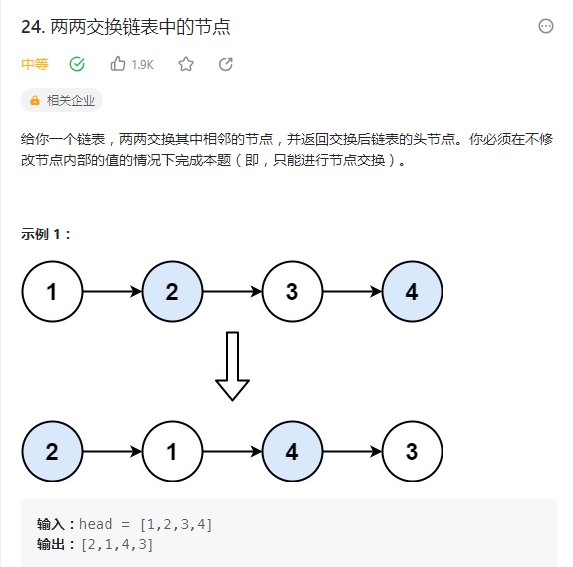 24. 两两交换链表中的节点
中等 1.9K
相关企业
给你一个链表，两两交换其中相邻的节点，并返回交换后链表的头节点。你必须在不修
改节点内部的值的情况下完成本题（即，只能进行节点交换）。
示例 1：
1 2 3 4
2 1 4 3
输入：head = [1,2,3,4]
输出：[2,1,4,3]